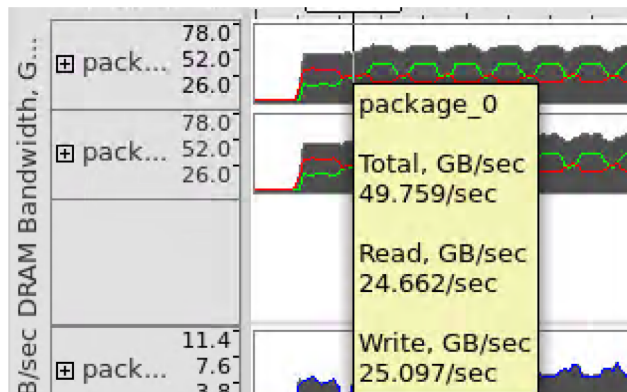 DRAM Bandwidth, G...
78.0
pack...
52.0
26.0
78.0
pack...
52.0
26.0
package_0
Total, GB/sec
49.759/sec
Read, GB/sec
24.662/sec
Write, GB/sec
25.097/sec
B/sec
11.4
pack...
7.6
3.8